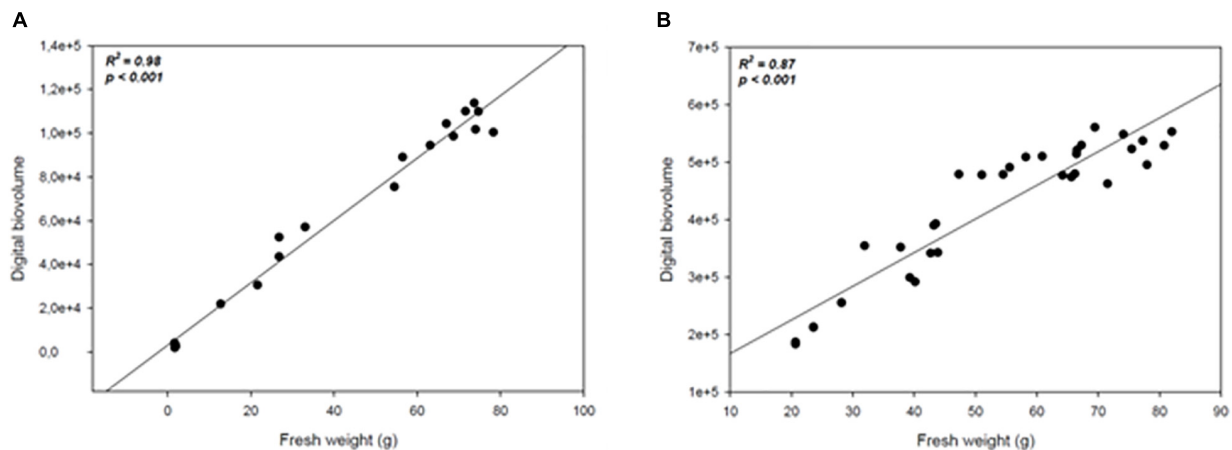 A
B
R² = 0.98
p < 0.001
1,4e+5
1,2e+5
1,0e+5
8,0e+4
6,0e+4
4,0e+4
2,0e+4
0,0
Digital biovolume
0
20
40
60
80
100
Fresh weight (g)
R² = 0.87
p < 0.001
7e+5
6e+5
5e+5
4e+5
3e+5
2e+5
1e+5
Digital biovolume
10
20
30
40
50
60
70
80
90
Fresh weight (g)